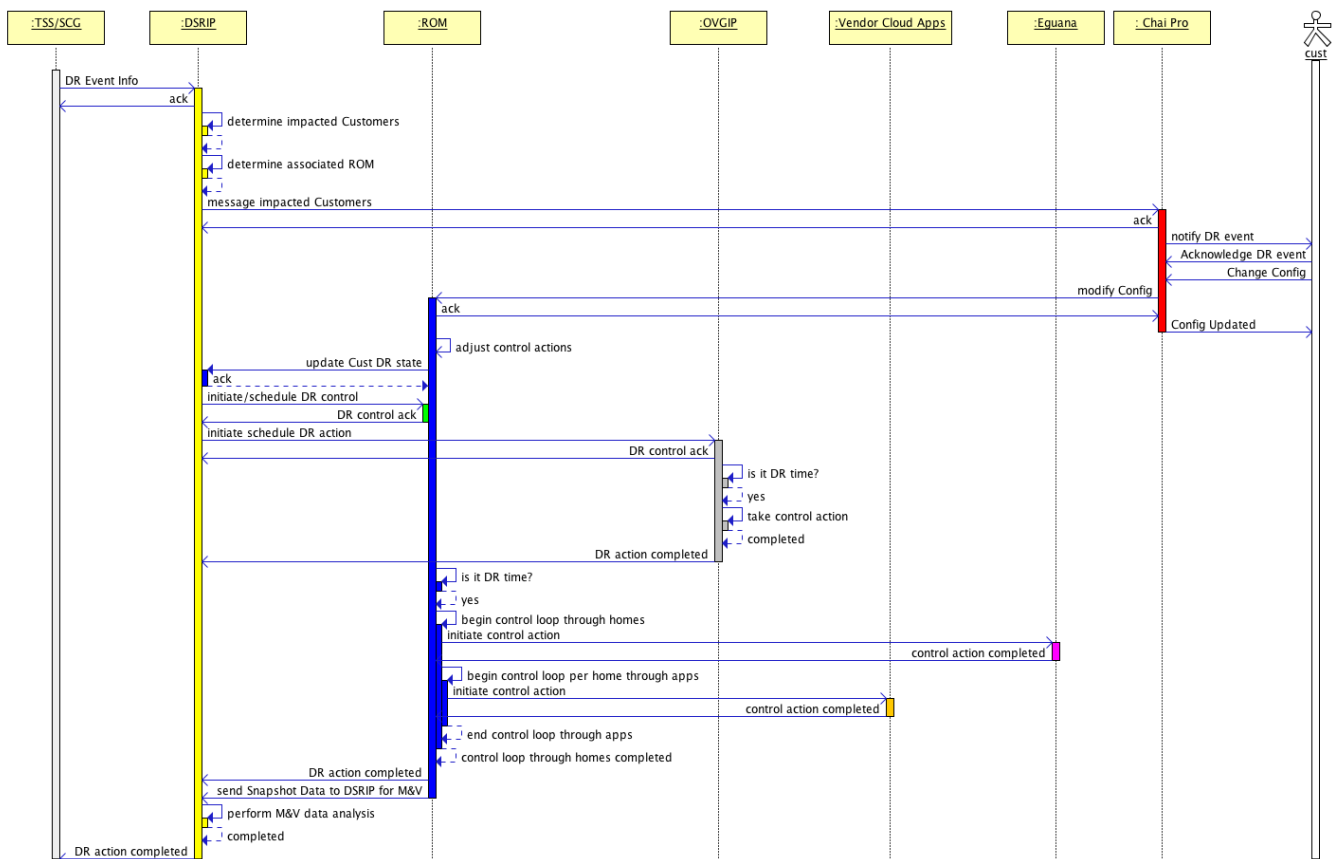 :TSS/SCG
:DSRIP
:ROM
:OVGIP
:Vendor Cloud Apps
:Eguana
: Chai Pro
cust
DR Event Info
ack
determine impacted Customers
determine associated ROM
message impacted Customers
ack
notify DR event
Acknowledge DR event
Change Config
modify Config
ack
Config Updated
adjust control actions
update Cust DR state
ack
initiate/schedule DR control
DR control ack
initiate schedule DR action
DR control ack
is it DR time?
yes
take control action
completed
DR action completed
is it DR time?
yes
begin control loop through homes
initiate control action
control action completed
begin control loop per home through apps
initiate control action
control action completed
end control loop through apps
control loop through homes completed
DR action completed
send Snapshot Data to DSRIP for M&V
perform M&V data analysis
completed
DR action completed